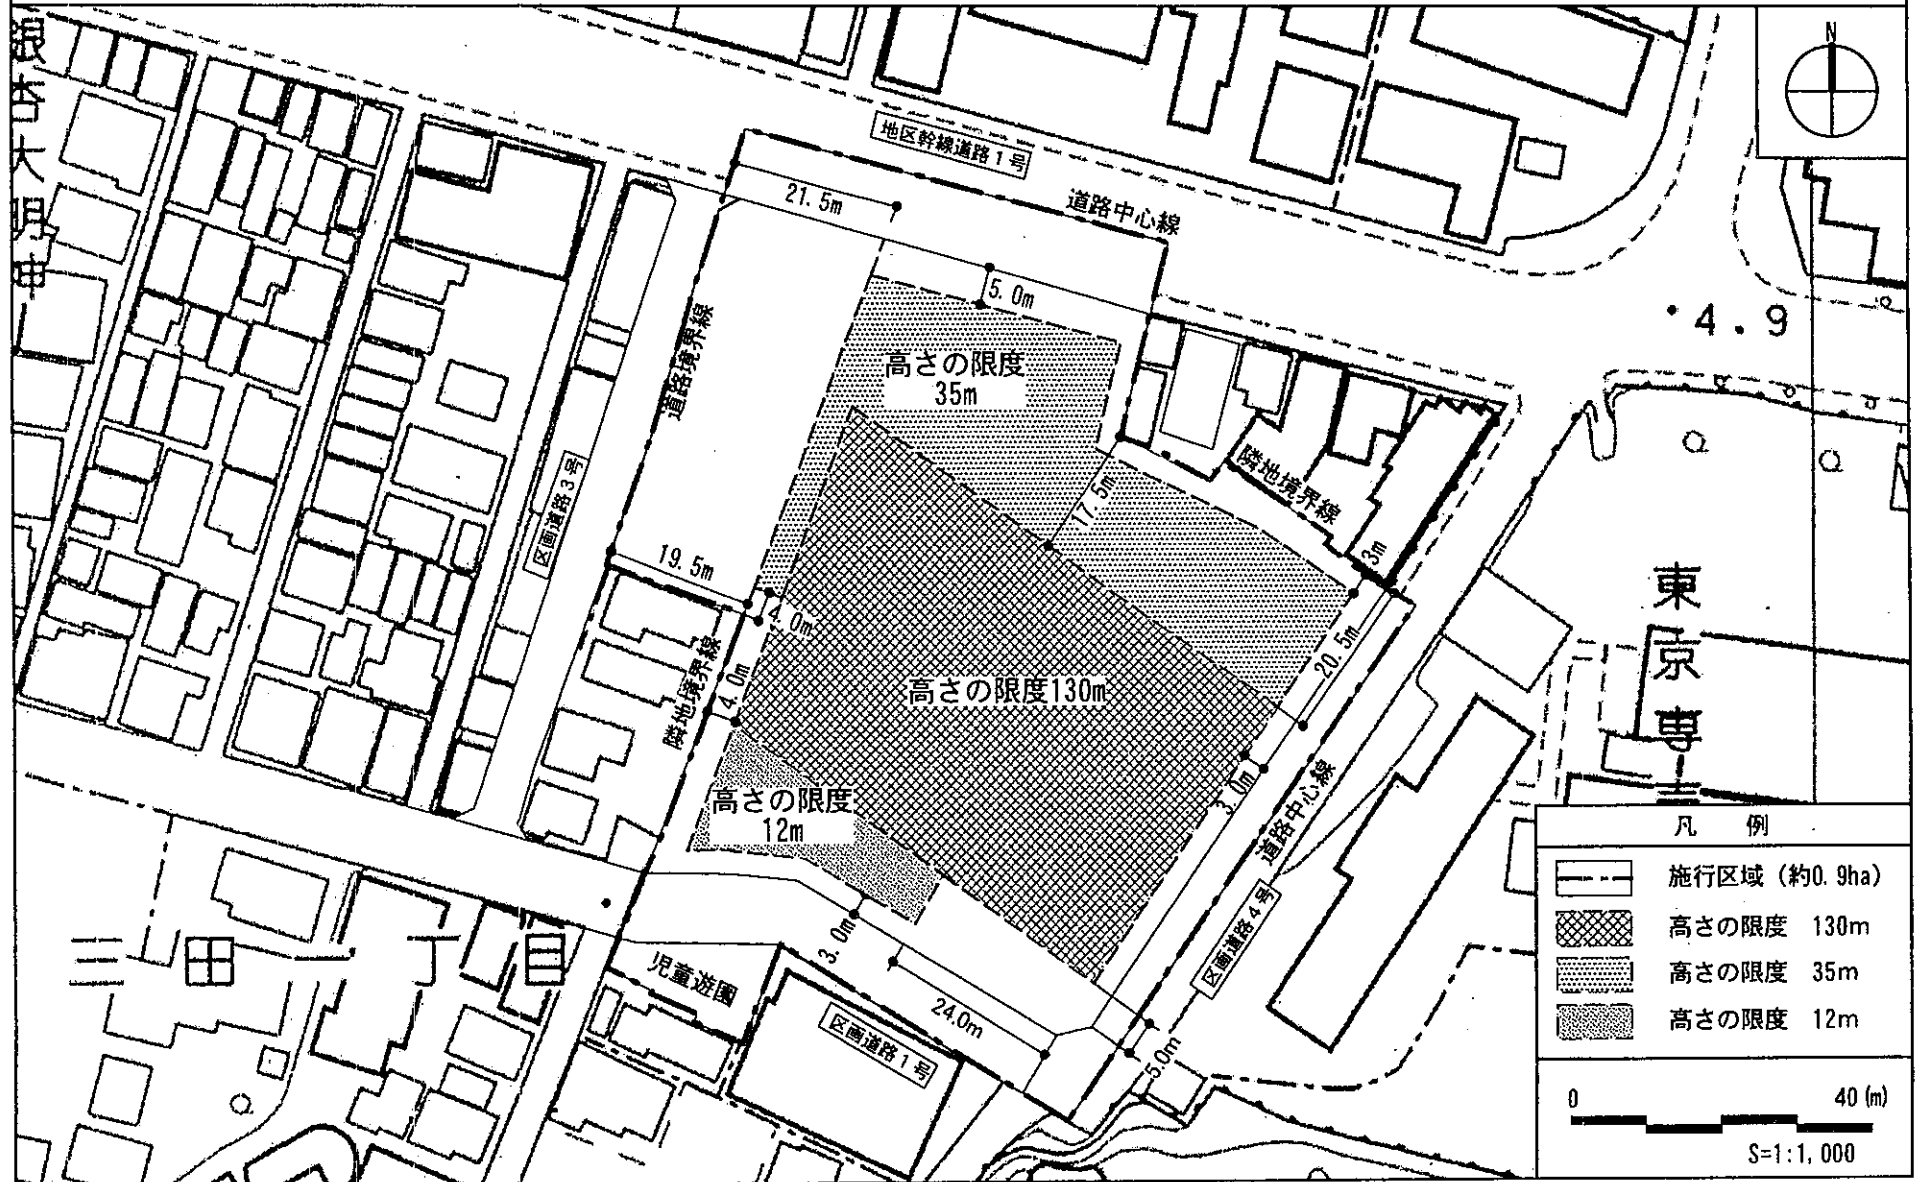 銀杏大明神
N
地区幹線道路1号
道路中心線
21.5m
5.0m
4.9
道路境界線
高さの限度
35m
隣地境界線
17.5m
区画道路3号
19.5m
3m
4.0m
20.5m
東京専売
隣地境界線
4.0m
高さの限度130m
高さの限度
12m
3.0m
道路中心線
区画道路4号
3.0m
三田一丁目
児童遊園
24.0m
区画道路1号
5.0m
凡 例
施行区域(約0.9ha)
高さの限度 130m
高さの限度 35m
高さの限度 12m
0 40 (m)
S=1:1,000